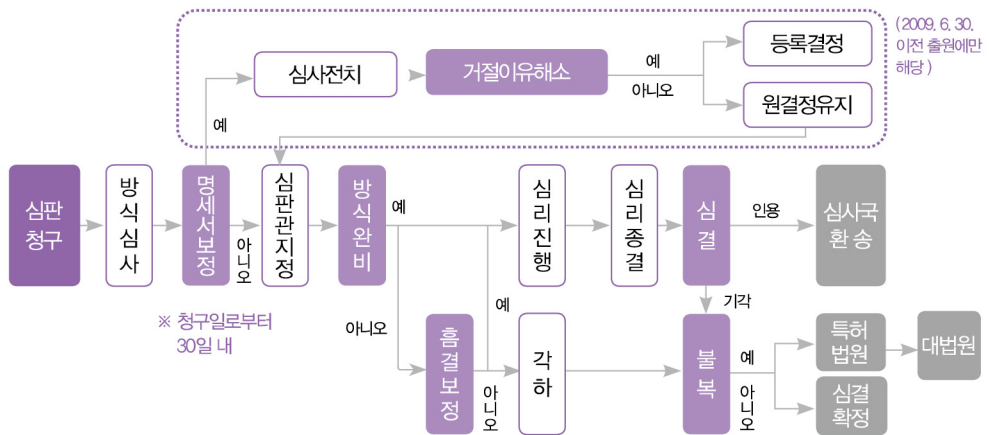 (2009. 6. 30.
이전 출원에만
해당 )
심사전치
거절이유해소
예
아니오
등록결정
원결정유지
예
심판
청구
방식심사
명세서보정
아니오
심판관지정
방식완비
예
심리진행
심리종결
심결
인용
심사국
환 송
※ 청구일로부터
30일 내
아니오
흠결보정
예
아니오
각하
기각
불복
예
아니오
특허
법원
대법원
심결
확정